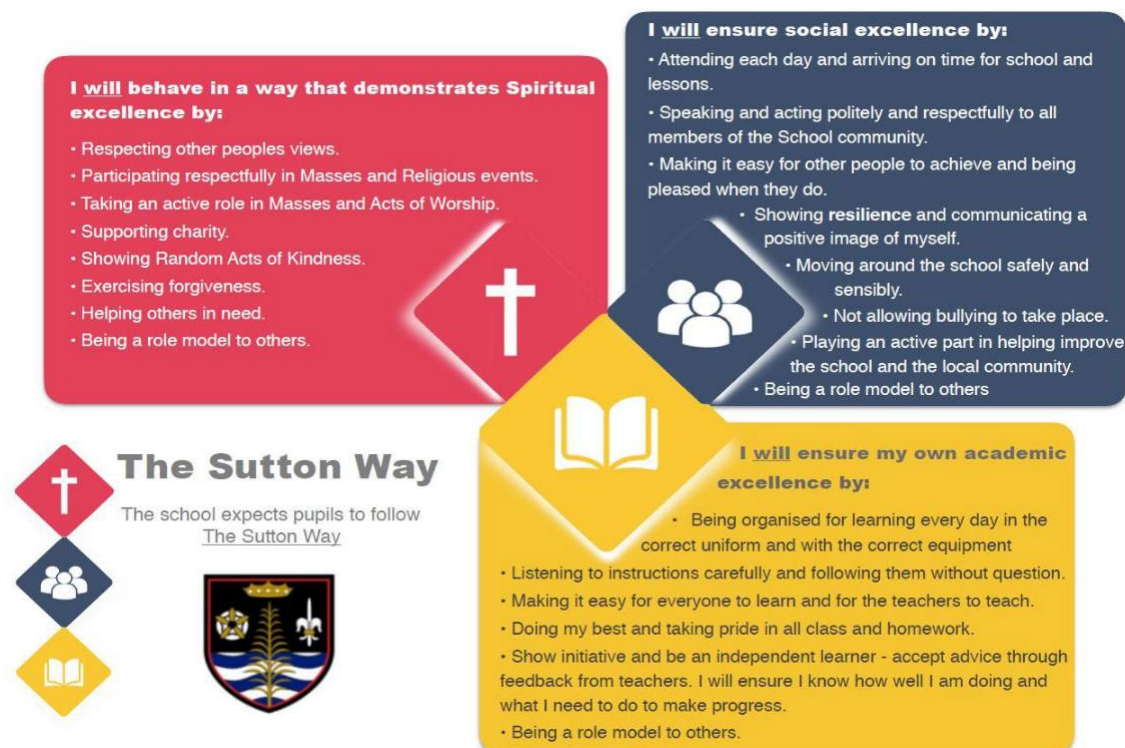 I will behave in a way that demonstrates Spiritual
excellence by:
• Respecting other peoples views.
• Participating respectfully in Masses and Religious events.
• Taking an active role in Masses and Acts of Worship.
• Supporting charity.
• Showing Random Acts of Kindness.
• Exercising forgiveness.
• Helping others in need.
• Being a role model to others.
I will ensure social excellence by:
• Attending each day and arriving on time for school and
lessons.
• Speaking and acting politely and respectfully to all
members of the School community.
• Making it easy for other people to achieve and being
pleased when they do.
• Showing resilience and communicating a
positive image of myself.
• Moving around the school safely and
sensibly.
• Not allowing bullying to take place.
• Playing an active part in helping improve
the school and the local community.
• Being a role model to others
The Sutton Way
The school expects pupils to follow
The Sutton Way
I will ensure my own academic
excellence by:
• Being organised for learning every day in the
correct uniform and with the correct equipment
• Listening to instructions carefully and following them without question.
• Making it easy for everyone to learn and for the teachers to teach.
• Doing my best and taking pride in all class and homework.
• Show initiative and be an independent learner - accept advice through
feedback from teachers. I will ensure I know how well I am doing and
what I need to do to make progress.
• Being a role model to others.